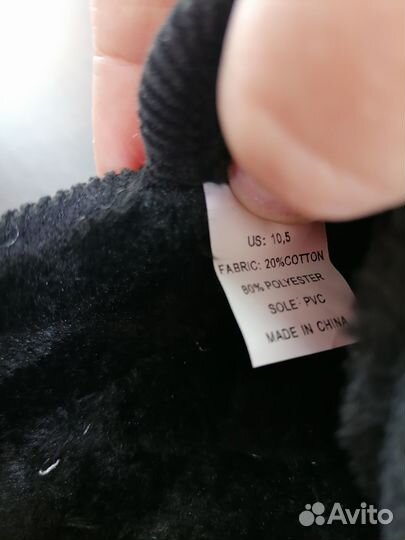 US: 10,5
FABRIC: 20%COTTON
80% POLYESTER
SOLE: PVC
MADE IN CHINA
Avito